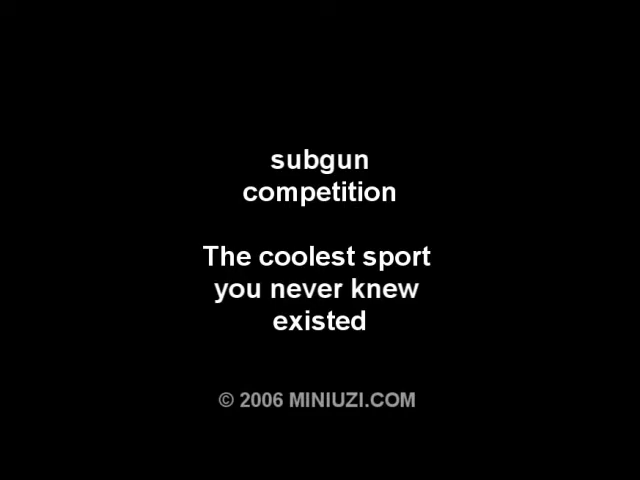 subgun
competition
The coolest sport
you never knew
existed
© 2006 MINIUZI.COM